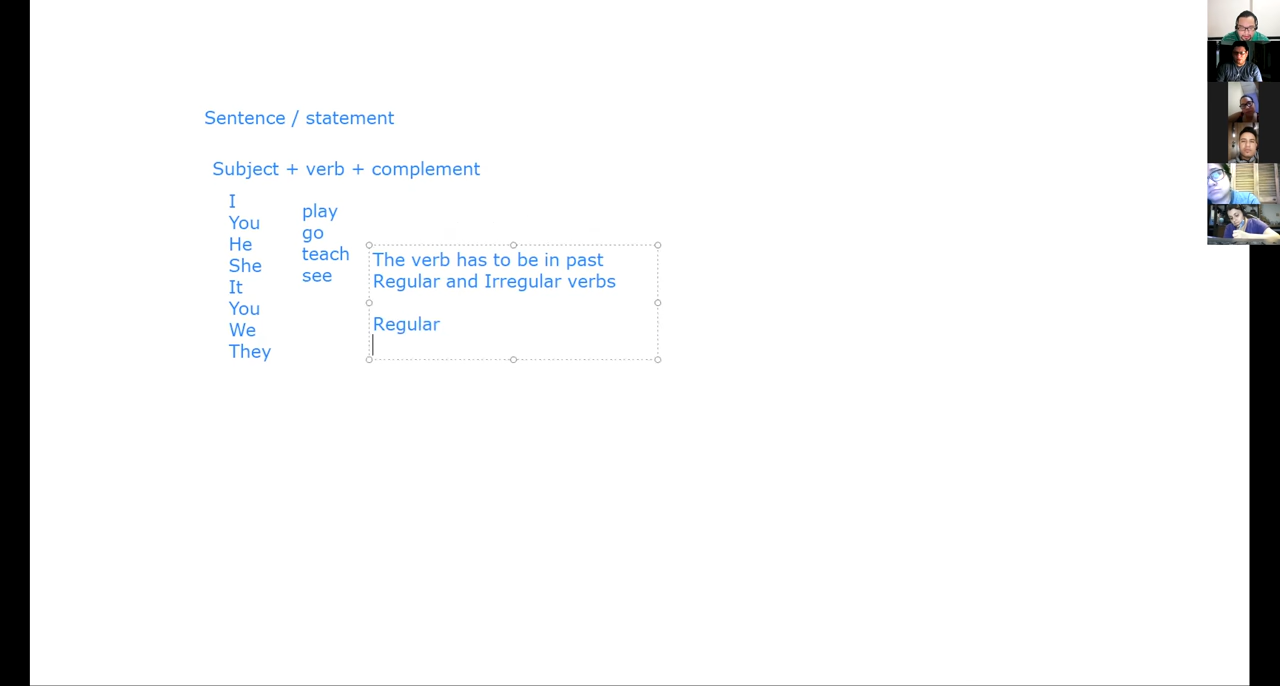 Sentence / statement
Subject + verb + complement
I
You
He
She
It
You
We
They
play
go
teach
see
The verb has to be in past
Regular and Irregular verbs
Regular